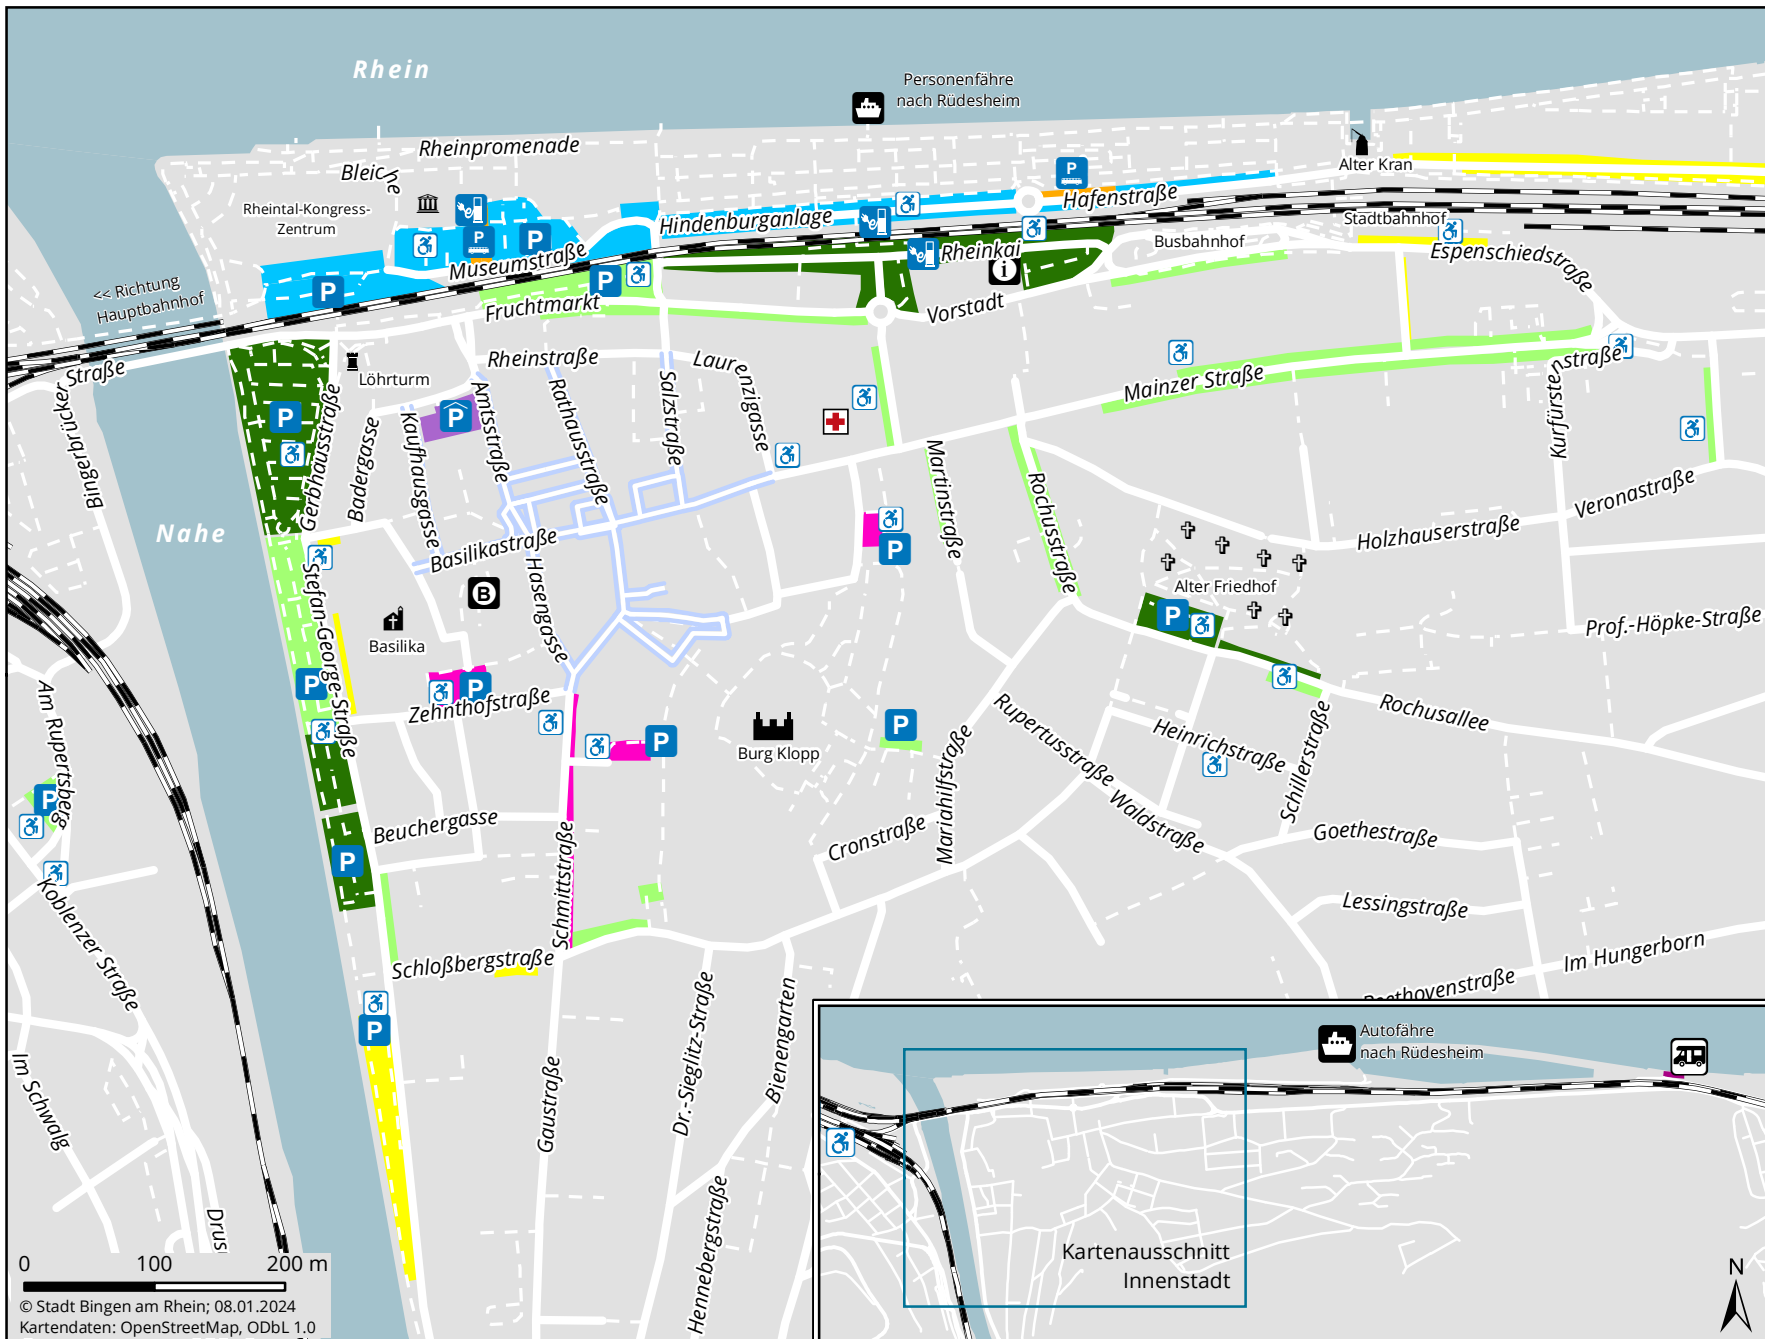 Rhein
Personenfähre
nach Rüdesheim
Rheinpromenade
Bleiche
Alter Kran
Rheintal-Kongress-
Zentrum
P
Hafenstraße
Hindenburganlage
Stadtbahnhof
P
P
Museumstraße
Rheinkai
Busbahnhof
Espenschiedstraße
<< Richtung
Hauptbahnhof
P
P
i
Fruchtmarkt
Vorstadt
Straße
Rheinstraße
Laurenzigasse
Löhrturm
Mainzer Straße
Kurfürstenstraße
Bingerbrücker
P
Gerbhausstraße
Badergasse
Kaufhausgasse
P
Amtsstraße
Rathausstraße
Salzstraße
Martinstraße
Rochusstraße
Veronastraße
Holzhauserstraße
Nahe
Basilikastraße
Hasengasse
P
Alter Friedhof
B
Stefan-George-Straße
Basilika
P
Prof.-Höpke-Straße
P
P
Zehnthofstraße
Am Rupertsberg
Rupertusstraße
Rochusallee
P
Burg Klopp
P
Mariahilfstraße
Heinrichstraße
Schillerstraße
P
Beuchergasse
Schmittstraße
Cronstraße
Waldstraße
Goethestraße
P
Koblenzer Straße
Lessingstraße
Schloßbergstraße
Im Hungerborn
Beethovenstraße
P
Dr.-Sieglitz-Straße
Bienengarten
Gaustraße
Im Schwalg
Hennebergstraße
Drus
Autofähre
nach Rüdesheim
Kartenausschnitt
Innenstadt
N
0 100 200 m
© Stadt Bingen am Rhein; 08.01.2024
Kartendaten: OpenStreetMap, ODbL 1.0